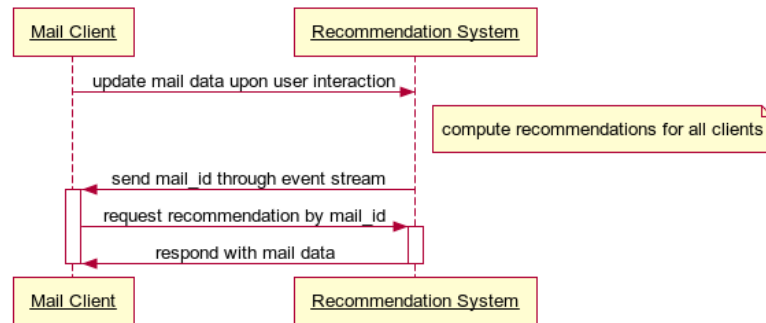 Mail Client
Recommendation System
update mail data upon user interaction
compute recommendations for all clients
send mail_id through event stream
request recommendation by mail_id
respond with mail data
Mail Client
Recommendation System